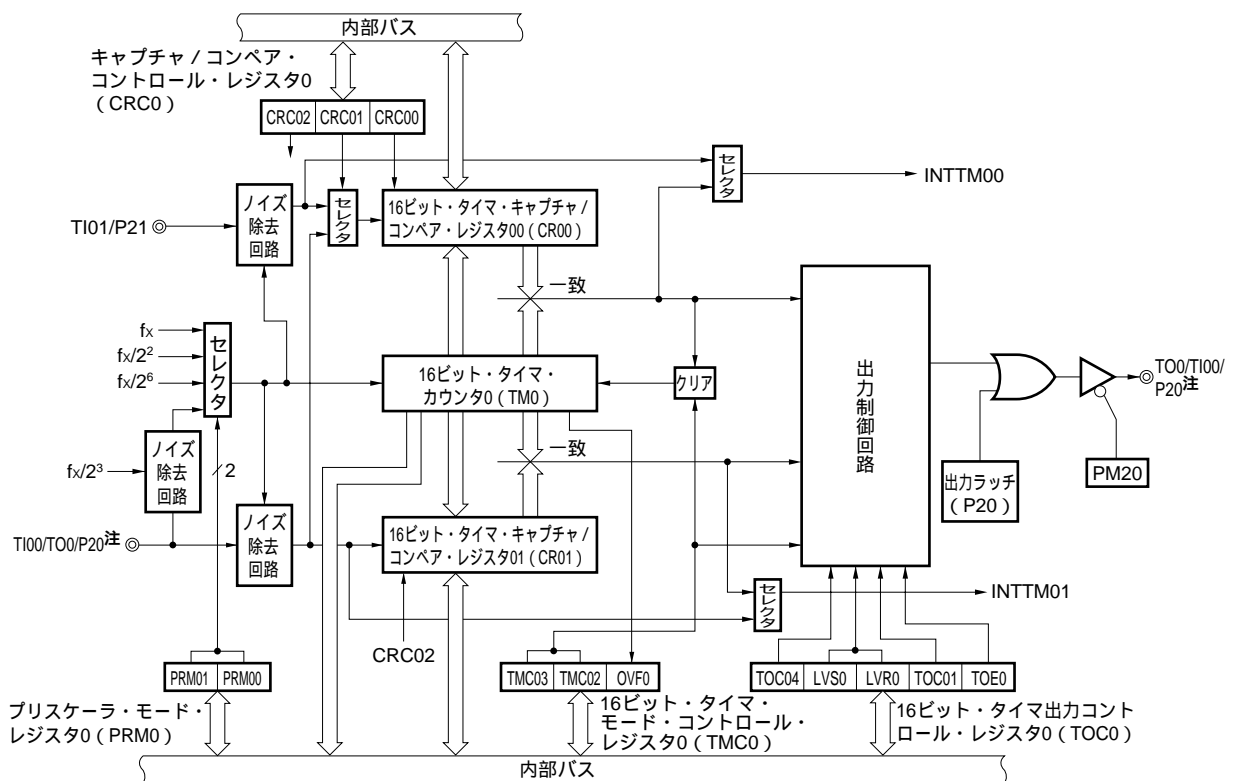 内部バス
キャプチャ / コンペア・
コントロール・レジスタ0
（CRC0）
CRC02 CRC01 CRC00
セレクタ
INTTM00
ノイズ
除去
回路
セレクタ
16ビット・タイマ・キャプチャ /
コンペア・レジスタ00（CR00）
TI01/P21
一致
fx
fx/2²
fx/2⁶
セレクタ
16ビット・タイマ・
カウンタ0（TM0）
クリア
出力制御回路
TO0/TI00/
P20注
fx/2³
ノイズ
除去
回路
2
一致
出力ラッチ
（P20）
PM20
TI00/TO0/P20注
ノイズ
除去
回路
16ビット・タイマ・キャプチャ /
コンペア・レジスタ01（CR01）
セレクタ
INTTM01
CRC02
PRM01 PRM00
TMC03 TMC02 OVF0
TOC04 LVS0 LVR0 TOC01 TOE0
プリスケーラ・モード・
レジスタ0（PRM0）
16ビット・タイマ・
モード・コントロール・
レジスタ0（TMC0）
16ビット・タイマ出力コント
ロール・レジスタ0（TOC0）
内部バス